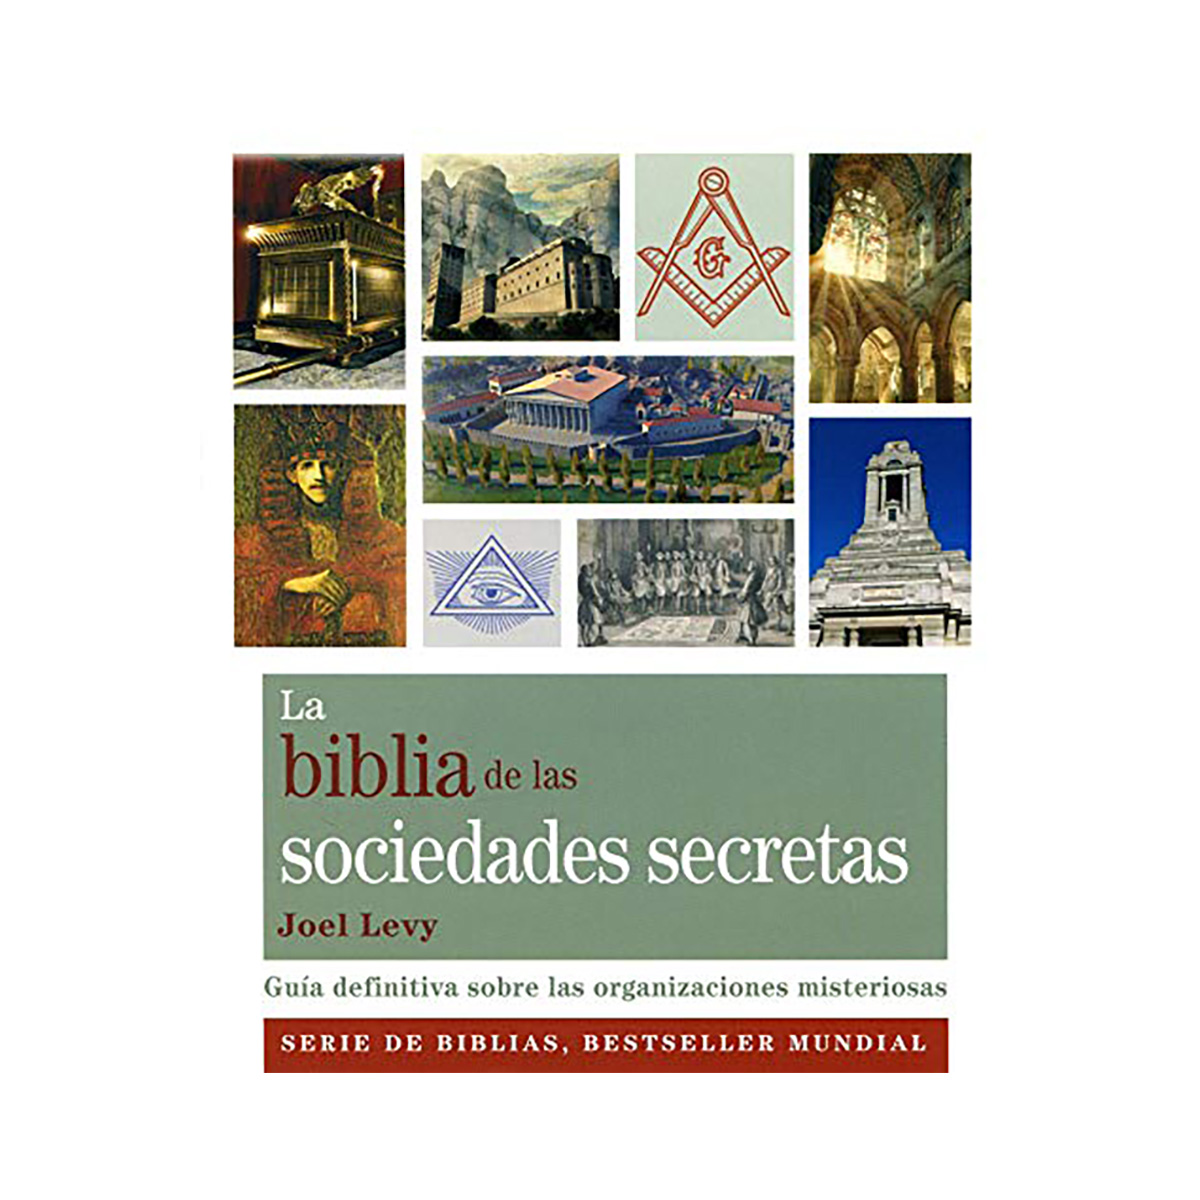 G
La
biblia de las
sociedades secretas
Joel Levy
Guía definitiva sobre las organizaciones misteriosas
SERIE DE BIBLIAS, BESTSELLER MUNDIAL